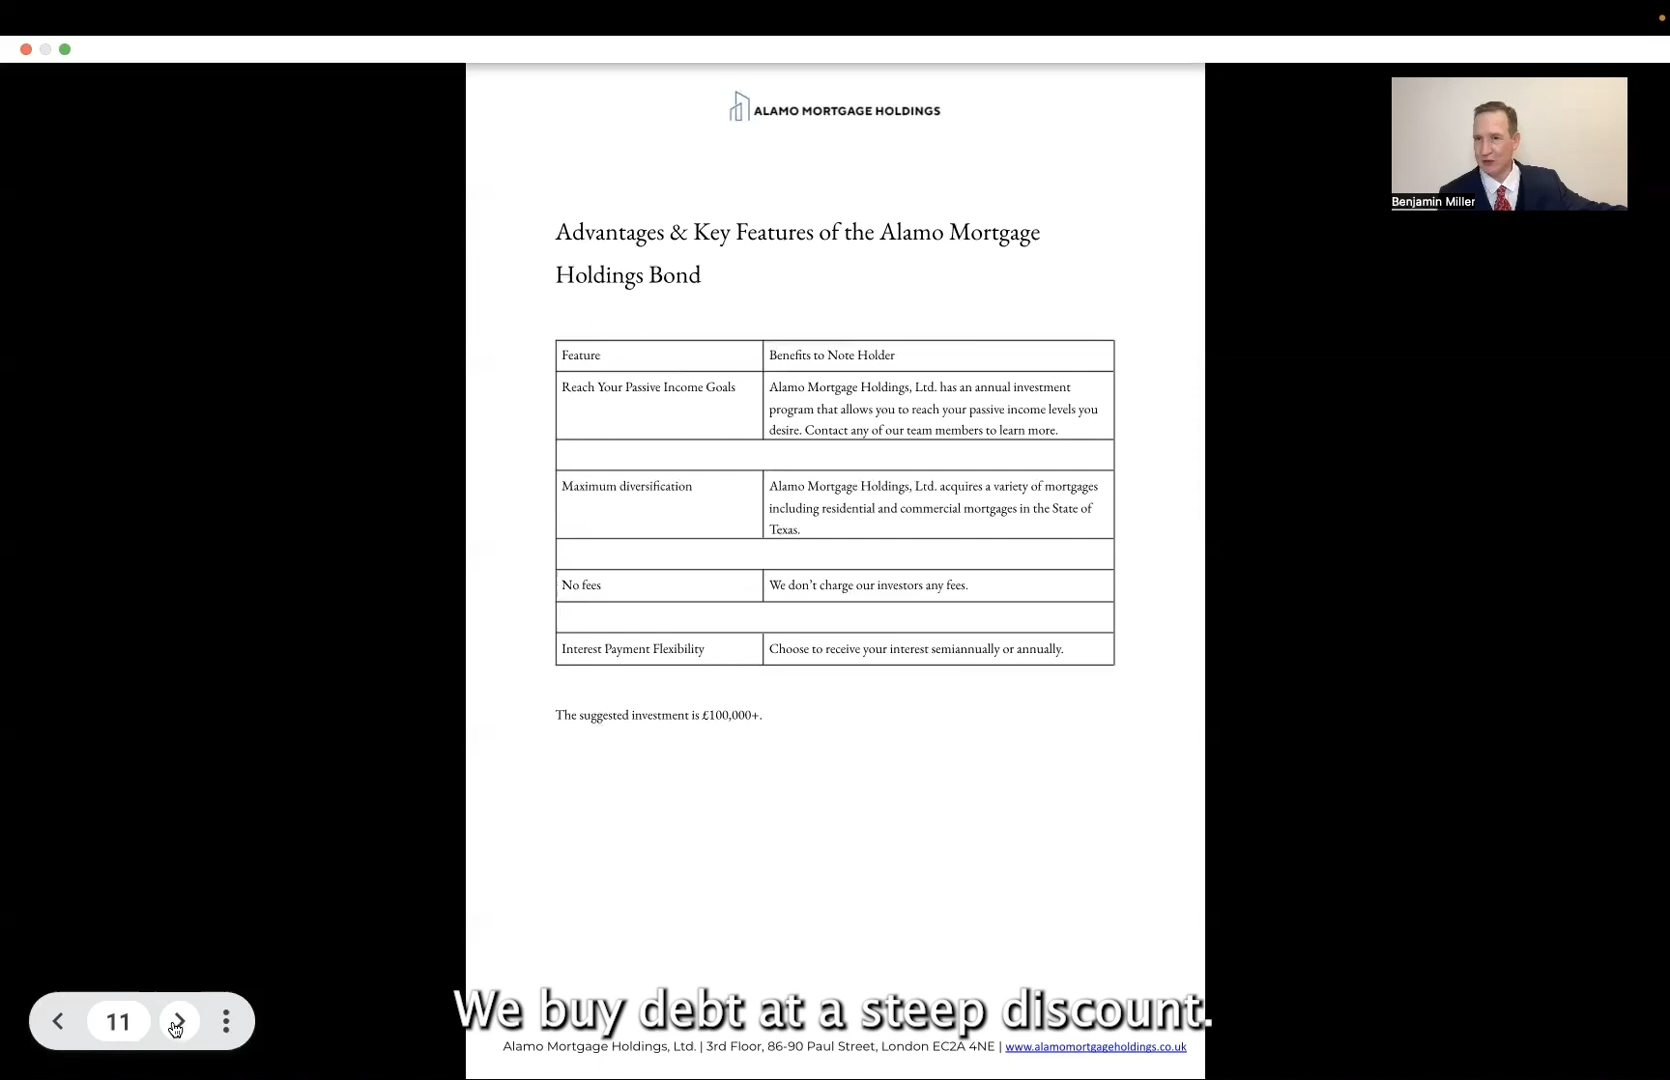 ALAMO MORTGAGE HOLDINGS
Benjamin Miller
Advantages & Key Features of the Alamo Mortgage
Holdings Bond
Feature
Benefits to Note Holder
Reach Your Passive Income Goals
Alamo Mortgage Holdings, Ltd. has an annual investment
program that allows you to reach your passive income levels you
desire. Contact any of our team members to learn more.
Maximum diversification
Alamo Mortgage Holdings, Ltd. acquires a variety of mortgages
including residential and commercial mortgages in the State of
Texas.
No fees
We don’t charge our investors any fees.
Interest Payment Flexibility
Choose to receive your interest semiannually or annually.
The suggested investment is £100,000+.
11
We buy debt at a steep discount.
Alamo Mortgage Holdings, Ltd. | 3rd Floor, 86-90 Paul Street, London EC2A 4NE | www.alamomortgageholdings.co.uk